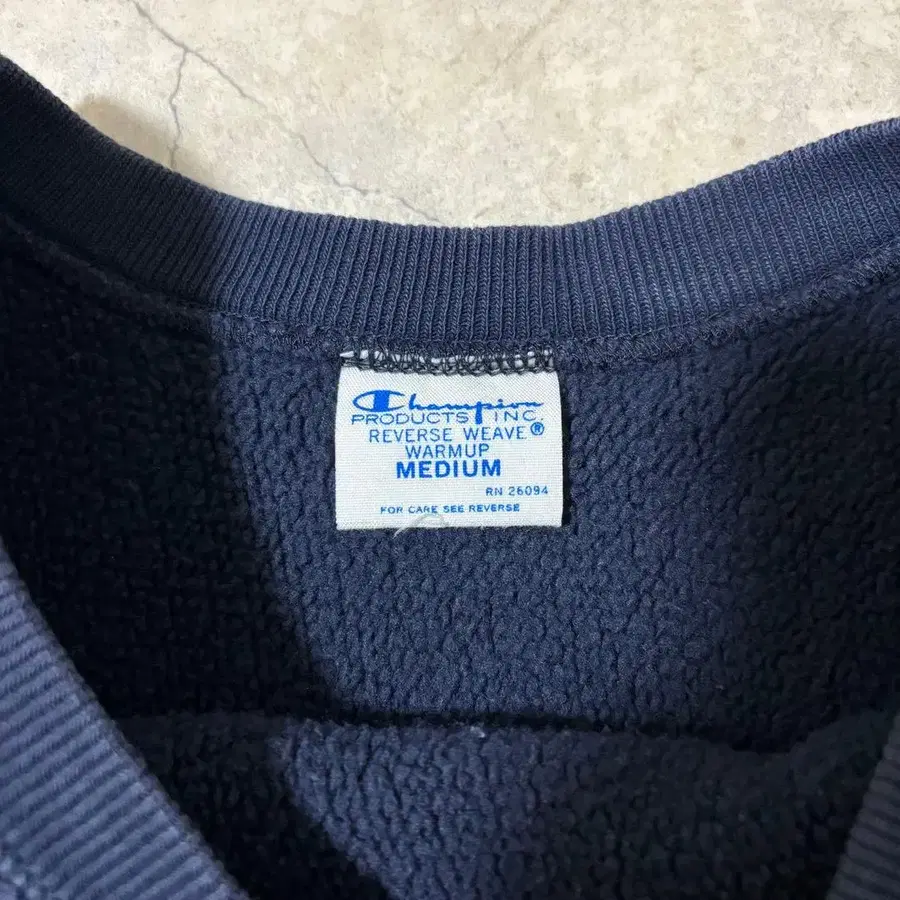 Champion
PRODUCTS INC.
REVERSE WEAVE®
WARMUP
MEDIUM
RN 26094
FOR CARE SEE REVERSE